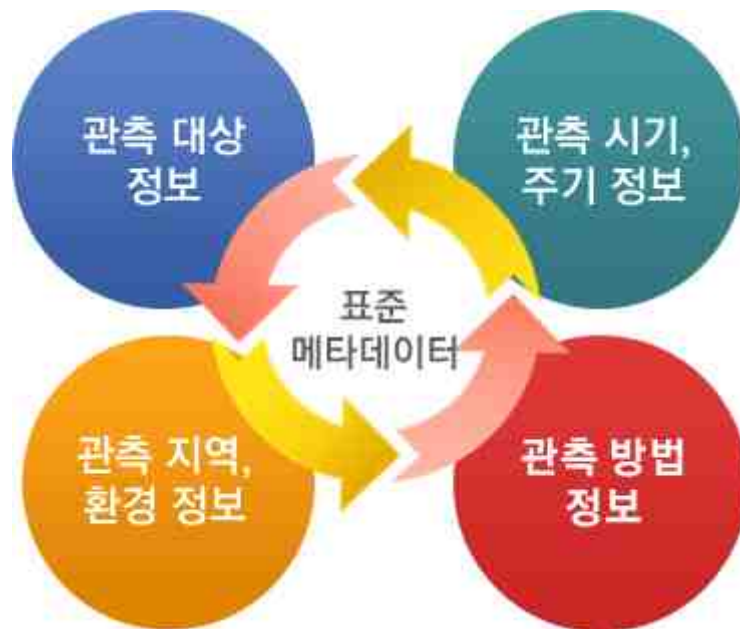 관측 대상
정보
관측 시기,
주기 정보
표준
메타데이터
관측 지역,
환경 정보
관측 방법
정보